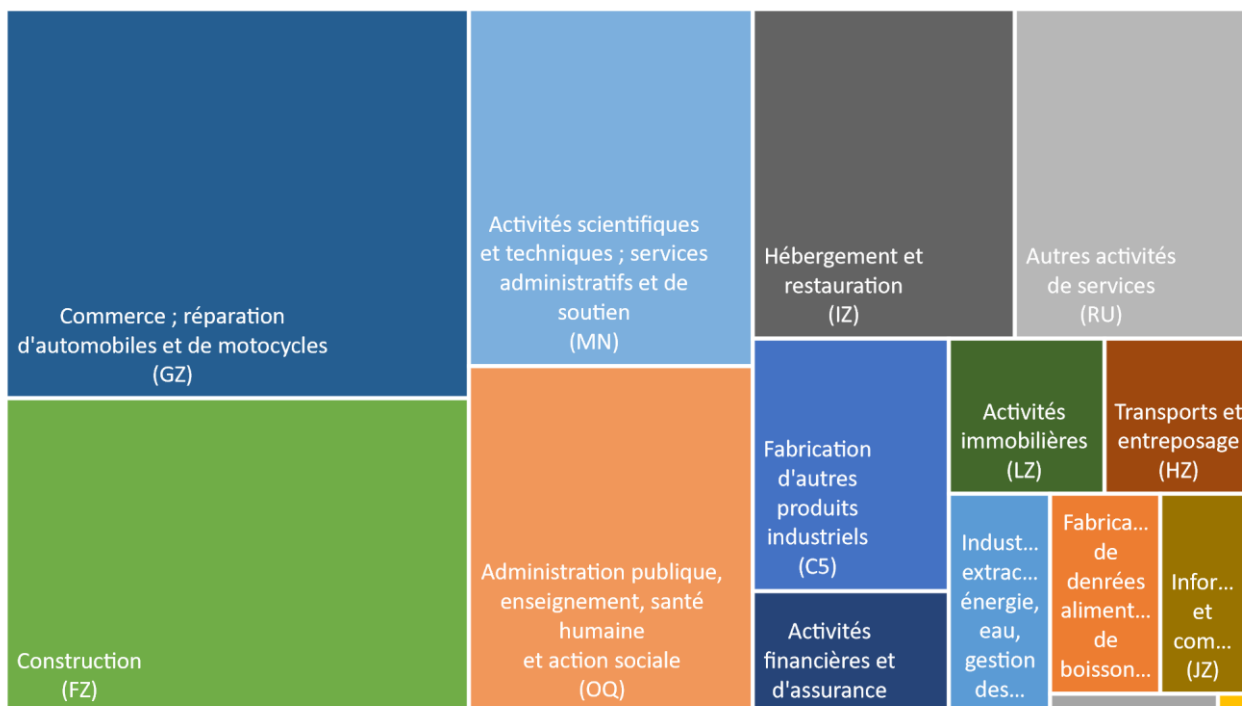 Commerce ; réparation
d'automobiles et de motocycles
(GZ)
Construction
(FZ)
Activités scientifiques
et techniques ; services
administratifs et de
soutien
(MN)
Administration publique,
enseignement, santé
humaine
et action sociale
(OQ)
Hébergement et
restauration
(IZ)
Autres activités
de services
(RU)
Fabrication
d'autres
produits
industriels
(C5)
Activités
financières et
d'assurance
Activités
immobilières
(LZ)
Transports et
entreposage
(HZ)
Indust...
extrac...
énergie,
eau,
gestion
des...
Fabrica...
de
denrées
aliment...
de
boisson...
Infor...
et
com...
(JZ)